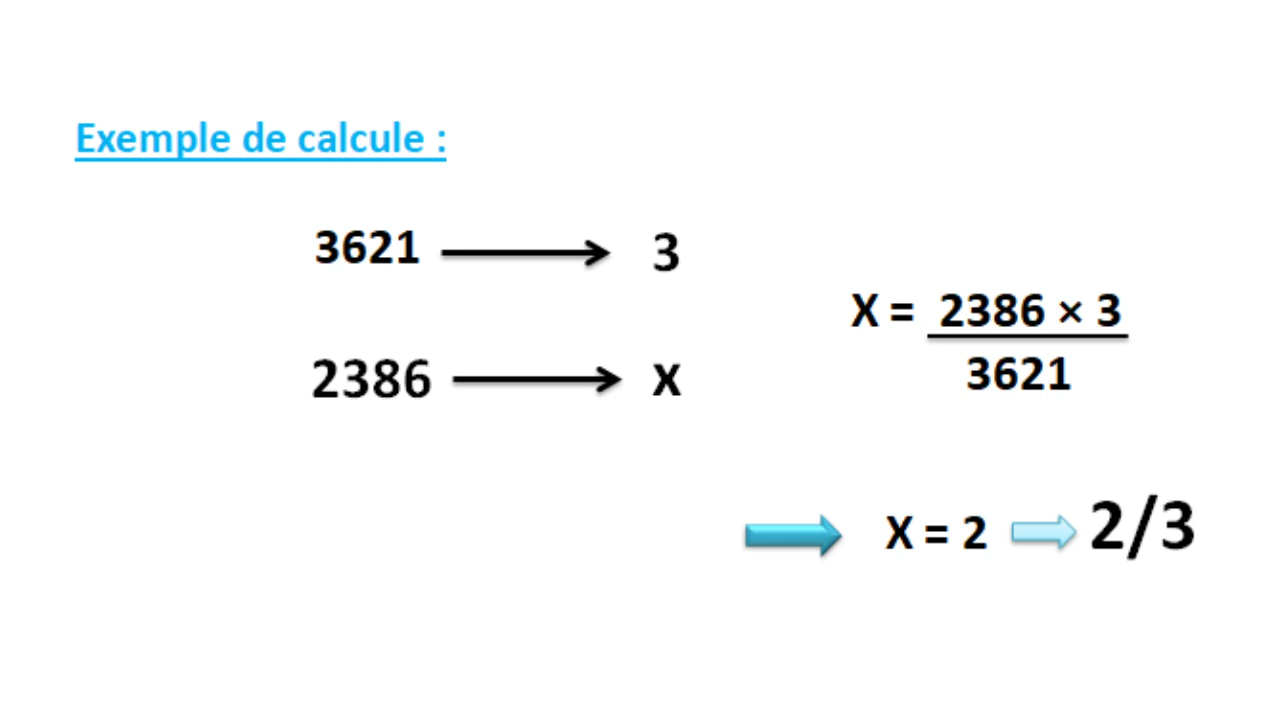 Exemple de calcule :
3621 → 3
2386 → X
X = 2386 × 3
3621
X = 2 ⇨ 2/3